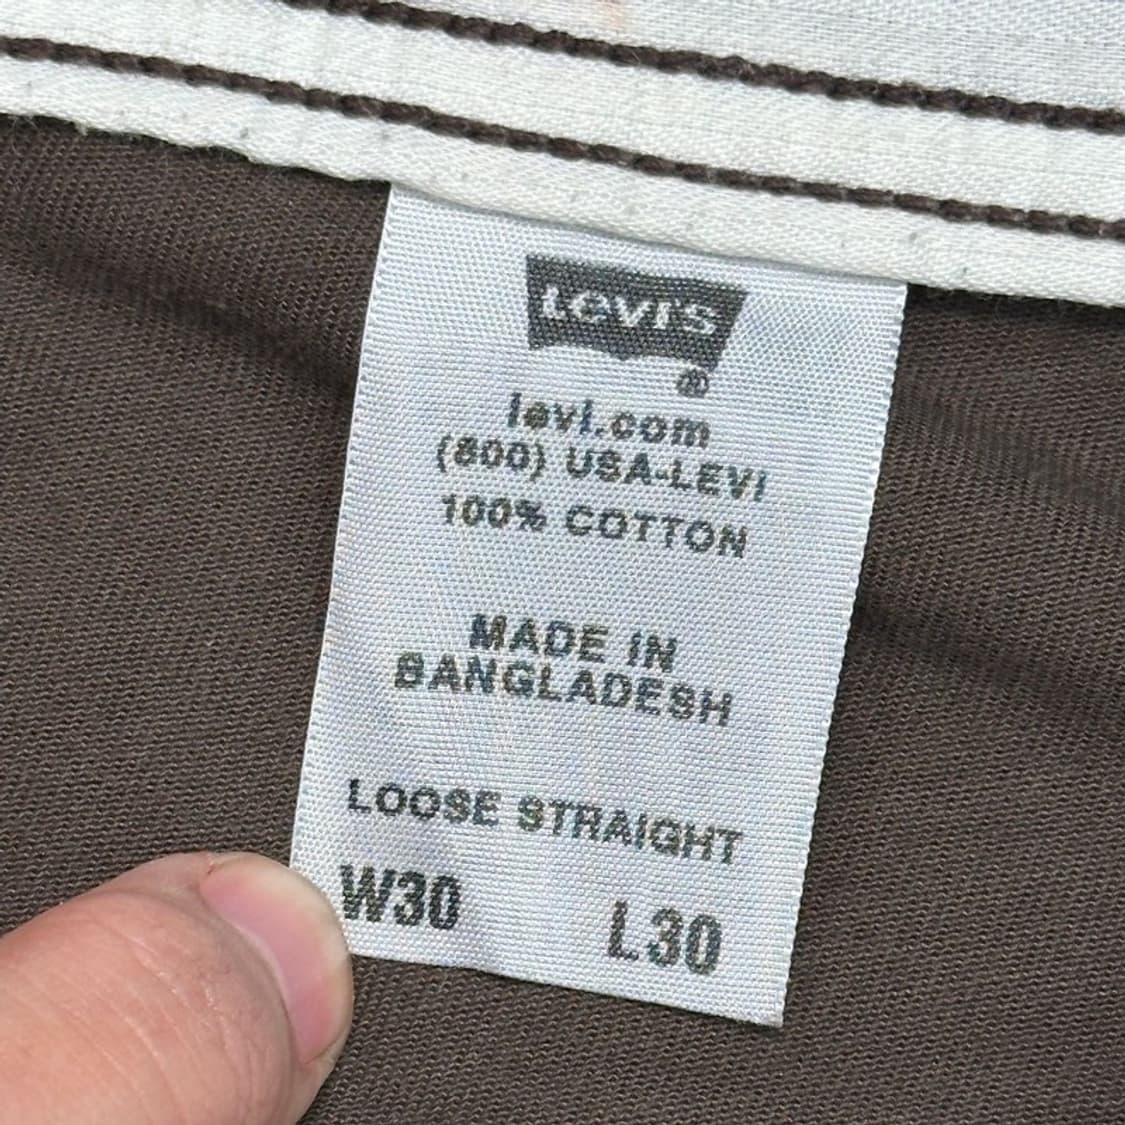 Levi's
®
levi.com
(800) USA-LEVI
100% COTTON
MADE IN
BANGLADESH
LOOSE STRAIGHT
W30 L30